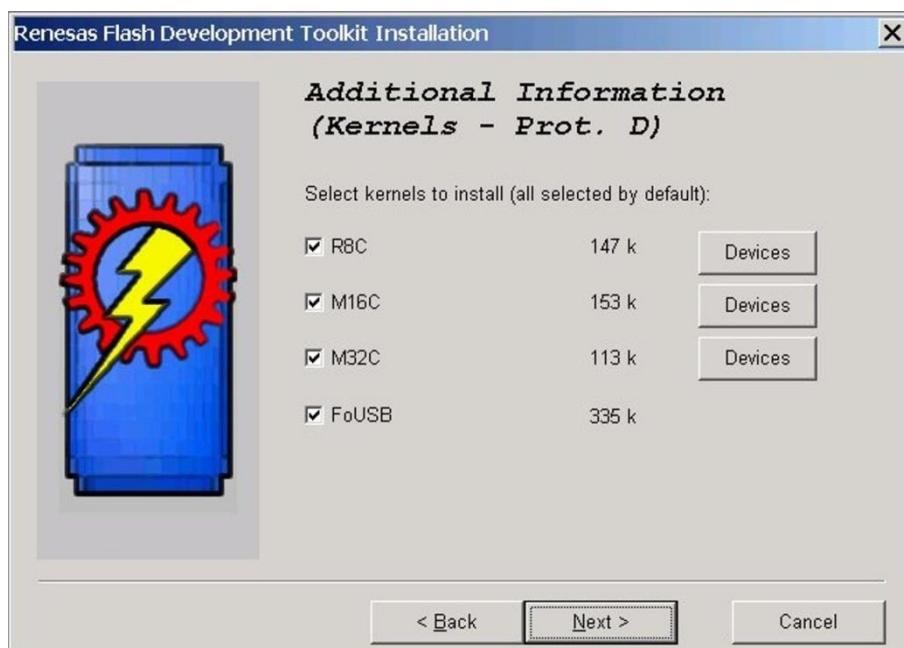 Renesas Flash Development Toolkit Installation
Additional Information
(Kernels - Prot. D)
Select kernels to install (all selected by default):
R8C 147 k Devices
M16C 153 k Devices
M32C 113 k Devices
FoUSB 335 k
< Back Next > Cancel